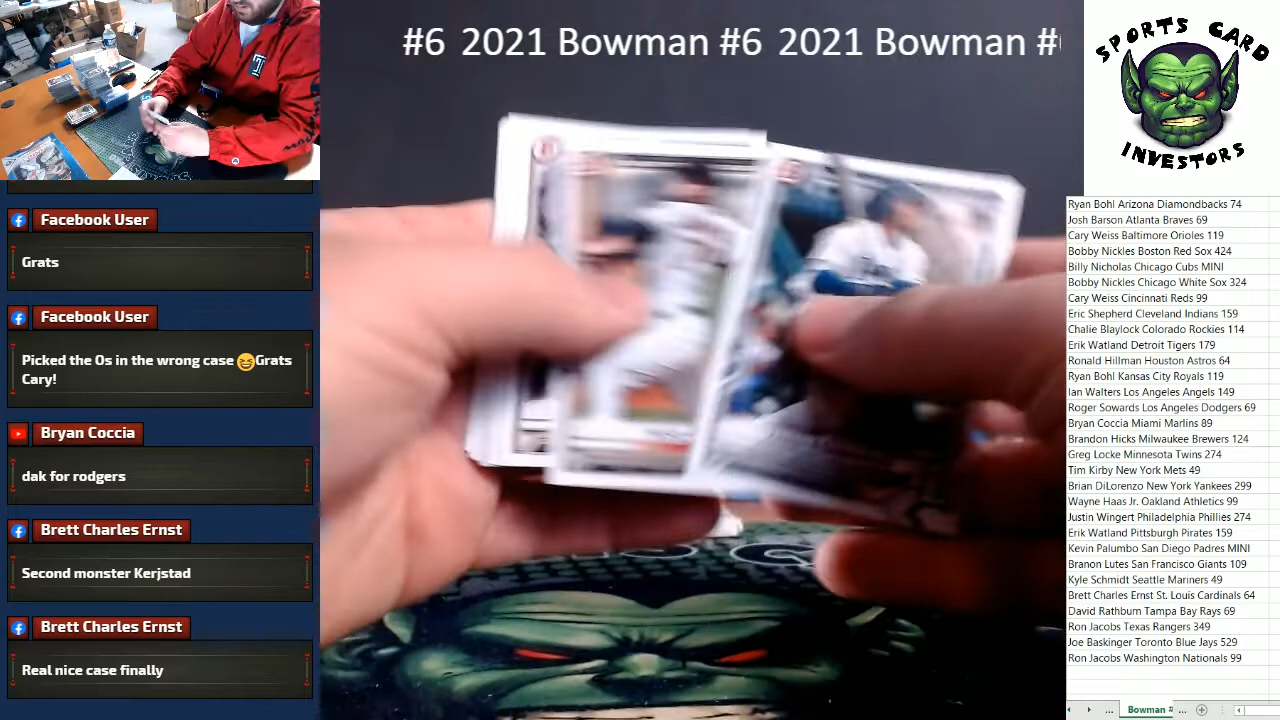 #6 2021 Bowman #6 2021 Bowman #
SPORTS CARD
INVESTORS
Facebook User
Grats
Facebook User
Picked the Os in the wrong case 😆Grats
Cary!
Bryan Coccia
dak for rodgers
Brett Charles Ernst
Second monster Kerjstad
Brett Charles Ernst
Real nice case finally
Ryan Bohl Arizona Diamondbacks 74
Josh Barson Atlanta Braves 69
Cary Weiss Baltimore Orioles 119
Bobby Nickles Boston Red Sox 424
Billy Nicholas Chicago Cubs MINI
Bobby Nickles Chicago White Sox 324
Cary Weiss Cincinnati Reds 99
Eric Shepherd Cleveland Indians 159
Chalie Blaylock Colorado Rockies 114
Erik Watland Detroit Tigers 179
Ronald Hillman Houston Astros 64
Ryan Bohl Kansas City Royals 119
Ian Walters Los Angeles Angels 149
Roger Sowards Los Angeles Dodgers 69
Bryan Coccia Miami Marlins 89
Brandon Hicks Milwaukee Brewers 124
Greg Locke Minnesota Twins 274
Tim Kirby New York Mets 49
Brian DiLorenzo New York Yankees 299
Wayne Haas Jr. Oakland Athletics 99
Justin Wingert Philadelphia Phillies 274
Erik Watland Pittsburgh Pirates 159
Kevin Palumbo San Diego Padres MINI
Branon Lutes San Francisco Giants 109
Kyle Schmidt Seattle Mariners 49
Brett Charles Ernst St. Louis Cardinals 64
David Rathburn Tampa Bay Rays 69
Ron Jacobs Texas Rangers 349
Joe Baskinger Toronto Blue Jays 529
Ron Jacobs Washington Nationals 99
... Bowman # ...